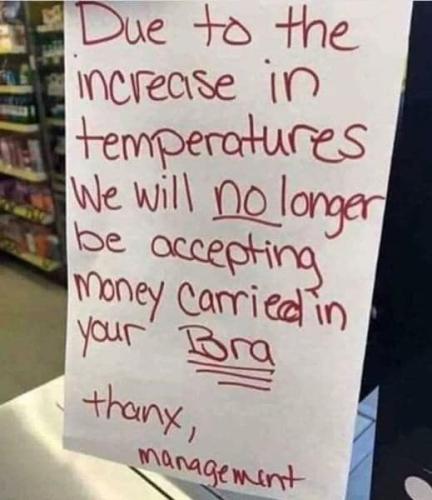 Due to the
increase in
temperatures
We will no longer
be accepting
money carried in
your Bra
thanx,
management